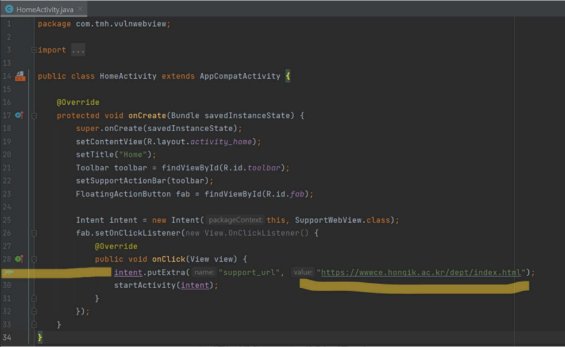 HomeActivity.java
1 package com.tmh.vulnwebview;
2
3 import ...
13
14 public class HomeActivity extends AppCompatActivity {
15
16 @Override
17 protected void onCreate(Bundle savedInstanceState) {
18 super.onCreate(savedInstanceState);
19 setContentView(R.layout.activity_home);
20 setTitle("Home");
21 Toolbar toolbar = findViewById(R.id.toolbar);
22 setSupportActionBar(toolbar);
23 FloatingActionButton fab = findViewById(R.id.fab);
24
25 Intent intent = new Intent( packageContext: this, SupportWebView.class);
26 fab.setOnClickListener(new View.OnClickListener() {
27 @Override
28 public void onClick(View view) {
intent.putExtra( name: "support_url", value: "https://wwwce.hongik.ac.kr/dept/index.html");
30 startActivity(intent);
31 }
32 });
33 }
34 }